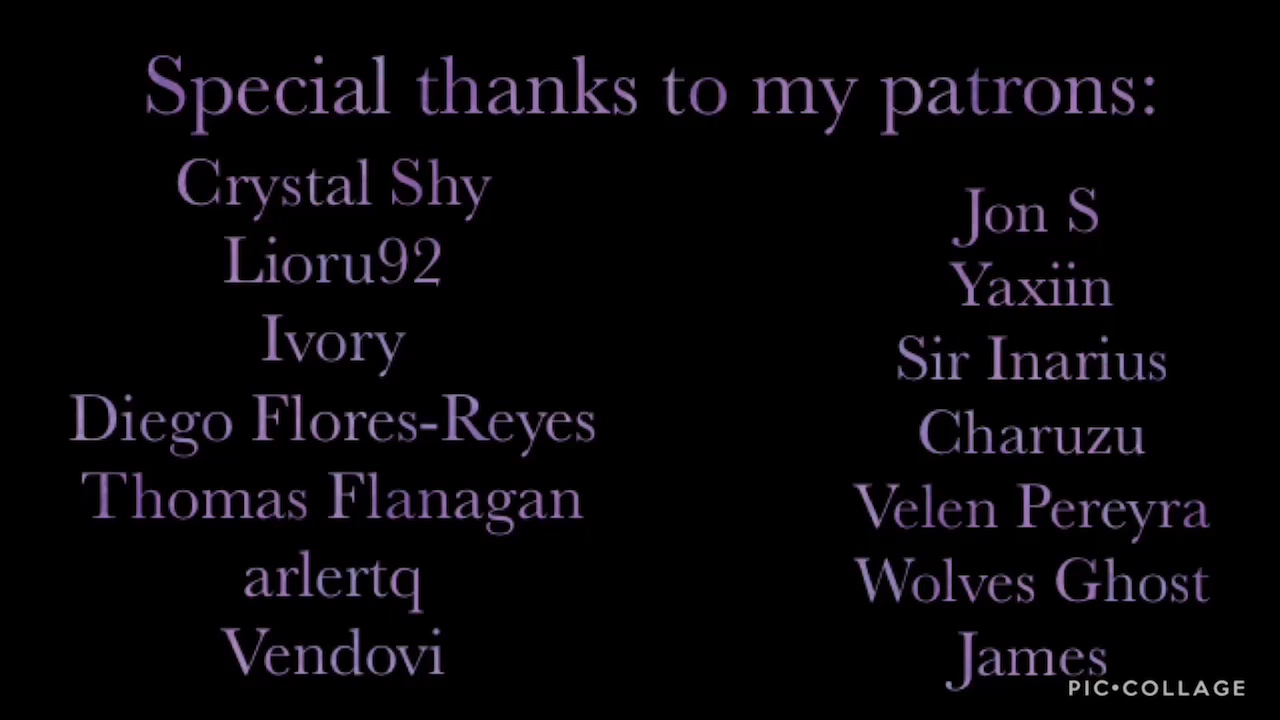 Special thanks to my patrons:
Crystal Shy
Lioru92
Ivory
Diego Flores-Reyes
Thomas Flanagan
arlertq
Vendovi
Jon S
Yaxiin
Sir Inarius
Charuzu
Velen Pereyra
Wolves Ghost
James
PIC•COLLAGE